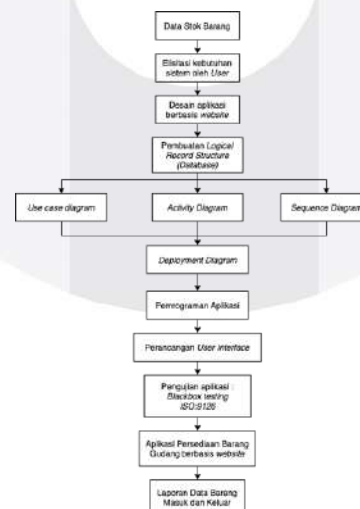 Data Stok Barang
Elisitasi kebutuhan
sistem oleh User
Desain aplikasi
berbasis website
Pembuatan Logical
Record Structure
(Database)
Use case diagram
Activity Diagram
Sequence Diagram
Deployment Diagram
Pemrograman Aplikasi
Perancangan User interface
Pengujian aplikasi :
Blackbox testing
ISO:9126
Aplikasi Persediaan Barang
Gudang berbasis website
Laporan Data Barang
Masuk dan Keluar